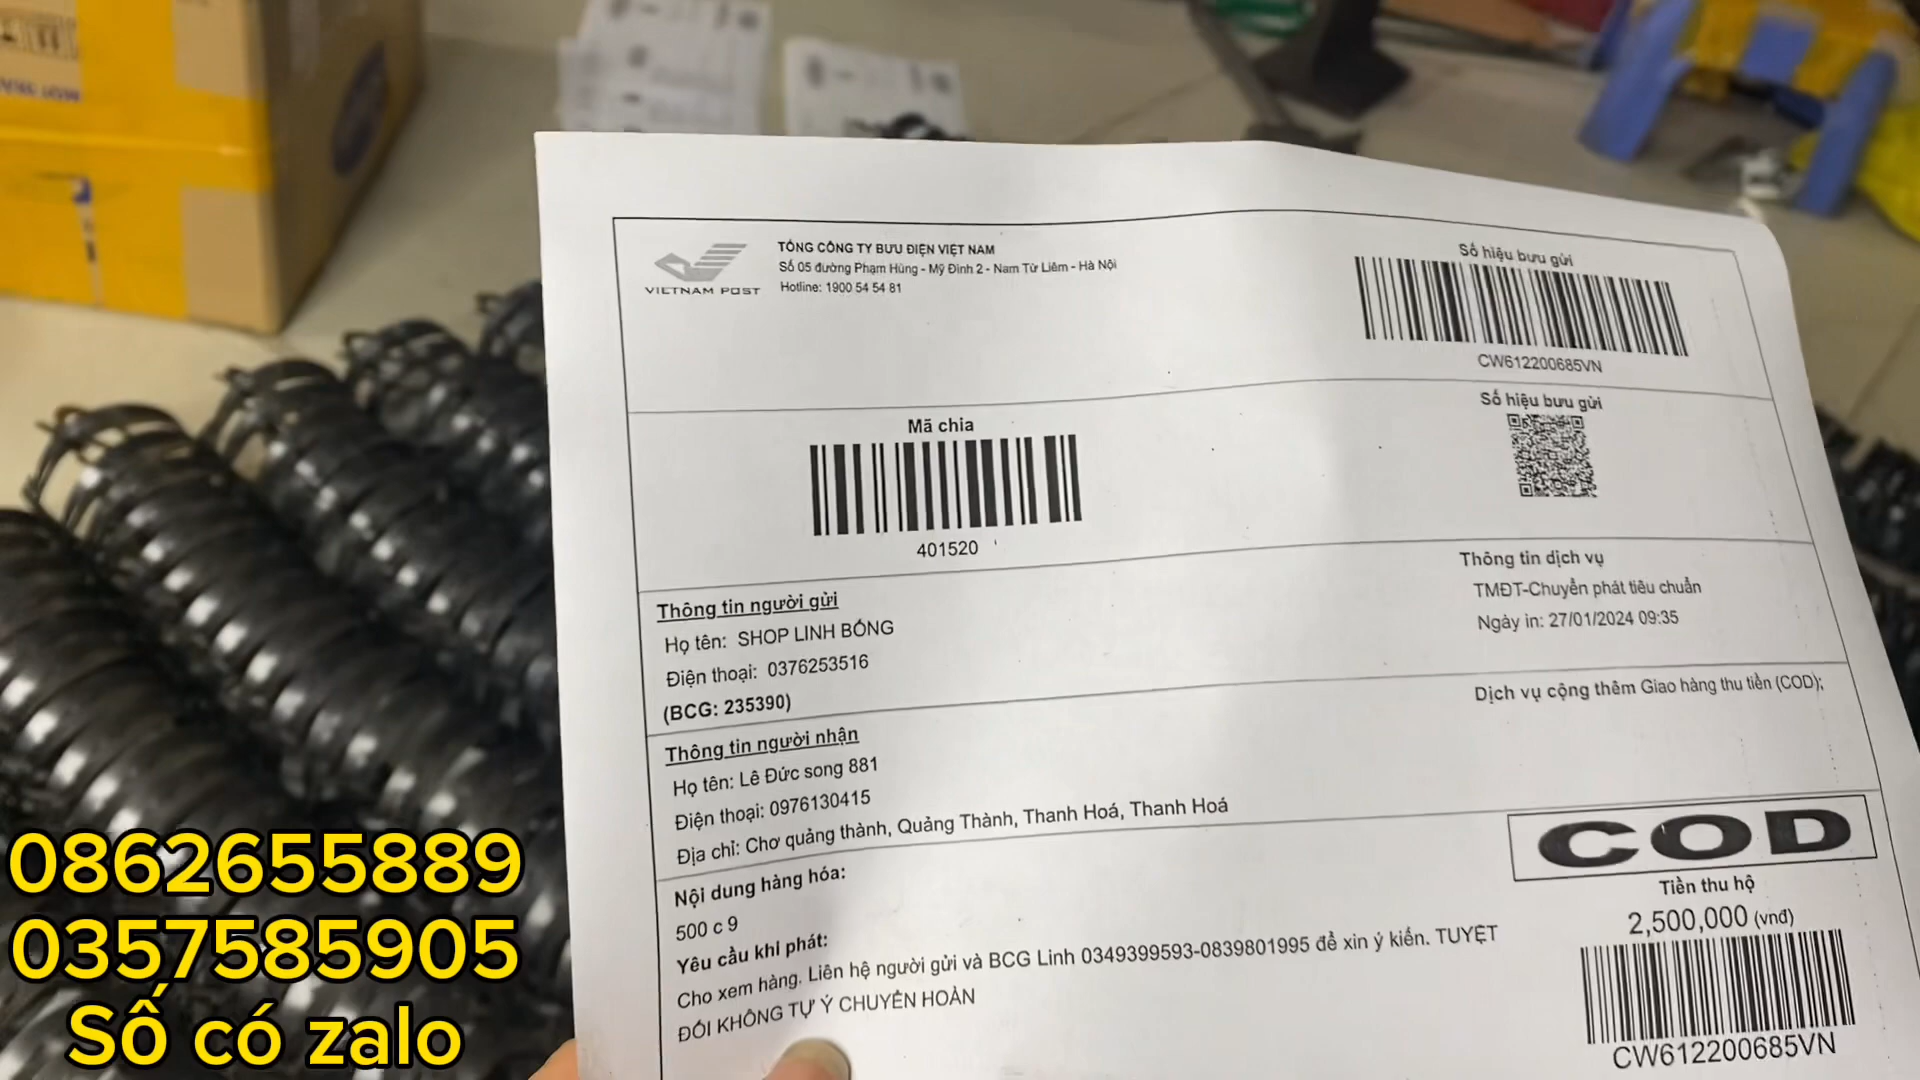 TỔNG CÔNG TY BƯU ĐIỆN VIỆT NAM
Số 05 đường Phạm Hùng - Mỹ Đình 2 - Nam Từ Liêm - Hà Nội
Hotline: 1900 54 54 81
VIETNAM POST
Số hiệu bưu gửi
CW612200685VN
Mã chia
401520
Số hiệu bưu gửi
Thông tin người gửi
Họ tên: SHOP LINH BÓNG
Điện thoại: 0376253516
(BCG: 235390)
Thông tin dịch vụ
TMĐT-Chuyển phát tiêu chuẩn
Ngày in: 27/01/2024 09:35
Thông tin người nhận
Họ tên: Lê Đức song 881
Điện thoại: 0976130415
Địa chỉ: Chơ quảng thành, Quảng Thành, Thanh Hoá, Thanh Hoá
Dịch vụ cộng thêm Giao hàng thu tiền (COD);
Nội dung hàng hóa:
500 c 9
Yêu cầu khi phát:
Cho xem hàng. Liên hệ người gửi và BCG Linh 0349399593-0839801995 để xin ý kiến. TUYỆT
ĐỐI KHÔNG TỰ Ý CHUYỂN HOÀN
COD
Tiền thu hộ
2,500,000 (vnđ)
CW612200685VN
0862655889
0357585905
Số có zalo